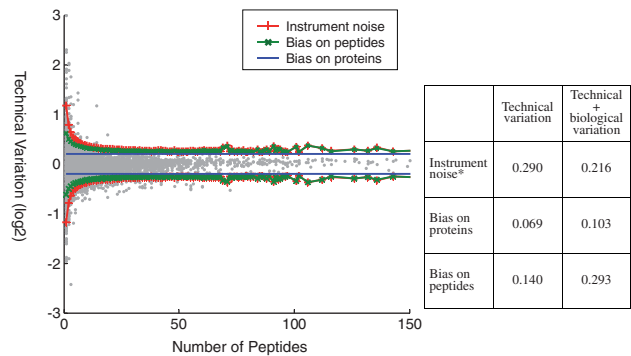 3
2
1
0
-1
-2
-3
Technical Variation (log2)
0
50
100
150
Number of Peptides
Instrument noise
Bias on peptides
Bias on proteins
Technical variation
Technical + biological variation
Instrument noise* 0.290 0.216
Bias on proteins 0.069 0.103
Bias on peptides 0.140 0.293